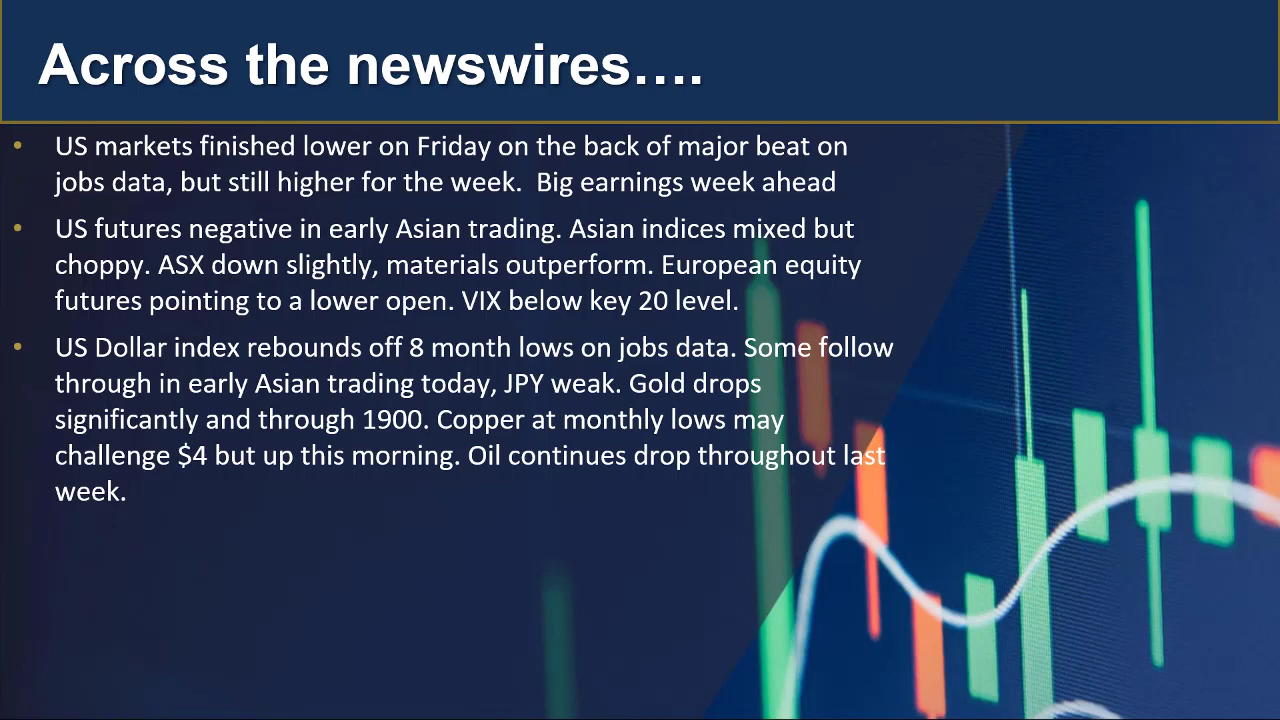 Across the newswires….
• US markets finished lower on Friday on the back of major beat on
jobs data, but still higher for the week.  Big earnings week ahead
• US futures negative in early Asian trading. Asian indices mixed but
choppy. ASX down slightly, materials outperform. European equity
futures pointing to a lower open. VIX below key 20 level.
• US Dollar index rebounds off 8 month lows on jobs data. Some follow
through in early Asian trading today, JPY weak. Gold drops
significantly and through 1900. Copper at monthly lows may
challenge $4 but up this morning. Oil continues drop throughout last
week.